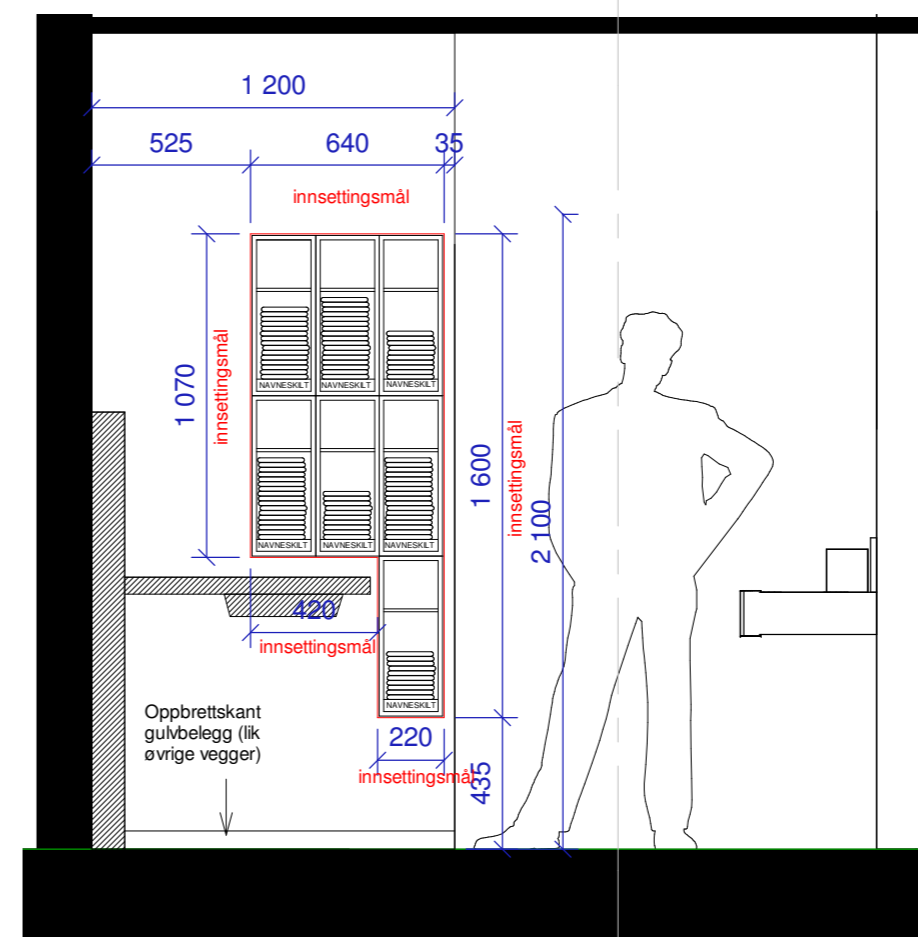 1 200
525
640
35
innsettingsmål
NAVNESKILT
NAVNESKILT
NAVNESKILT
1 070
innsettingsmål
NAVNESKILT
NAVNESKILT
NAVNESKILT
1 600
innsettingsmål
2 100
420
innsettingsmål
NAVNESKILT
Oppbrettskant
gulvbelegg (lik
øvrige vegger)
220
innsettingsmål
435